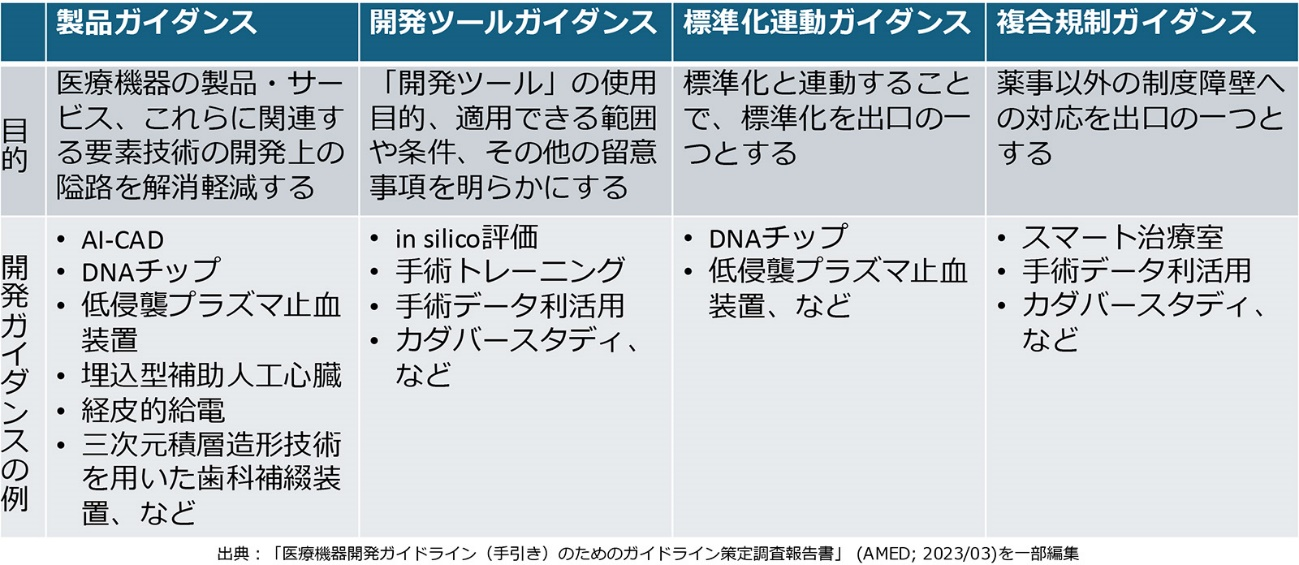 製品ガイダンス
開発ツールガイダンス
標準化連動ガイダンス
複合規制ガイダンス
目的
医療機器の製品・サー
ビス、これらに関連す
る要素技術の開発上の
隘路を解消軽減する
「開発ツール」の使用
目的、適用できる範囲
や条件、その他の留意
事項を明らかにする
標準化と連動すること
で、標準化を出口の一
つとする
薬事以外の制度障壁へ
の対応を出口の一つと
する
開発ガイダンスの例
• AI-CAD
• DNAチップ
• 低侵襲プラズマ止血
装置
• 埋込型補助人工心臓
• 経皮的給電
• 三次元積層造形技術
を用いた歯科補綴装
置、など
• in silico評価
• 手術トレーニング
• 手術データ利活用
• カダバースタディ、
など
• DNAチップ
• 低侵襲プラズマ止血
装置、など
• スマート治療室
• 手術データ利活用
• カダバースタディ、
など
出典：「医療機器開発ガイドライン（手引き）のためのガイドライン策定調査報告書」 (AMED; 2023/03)を一部編集